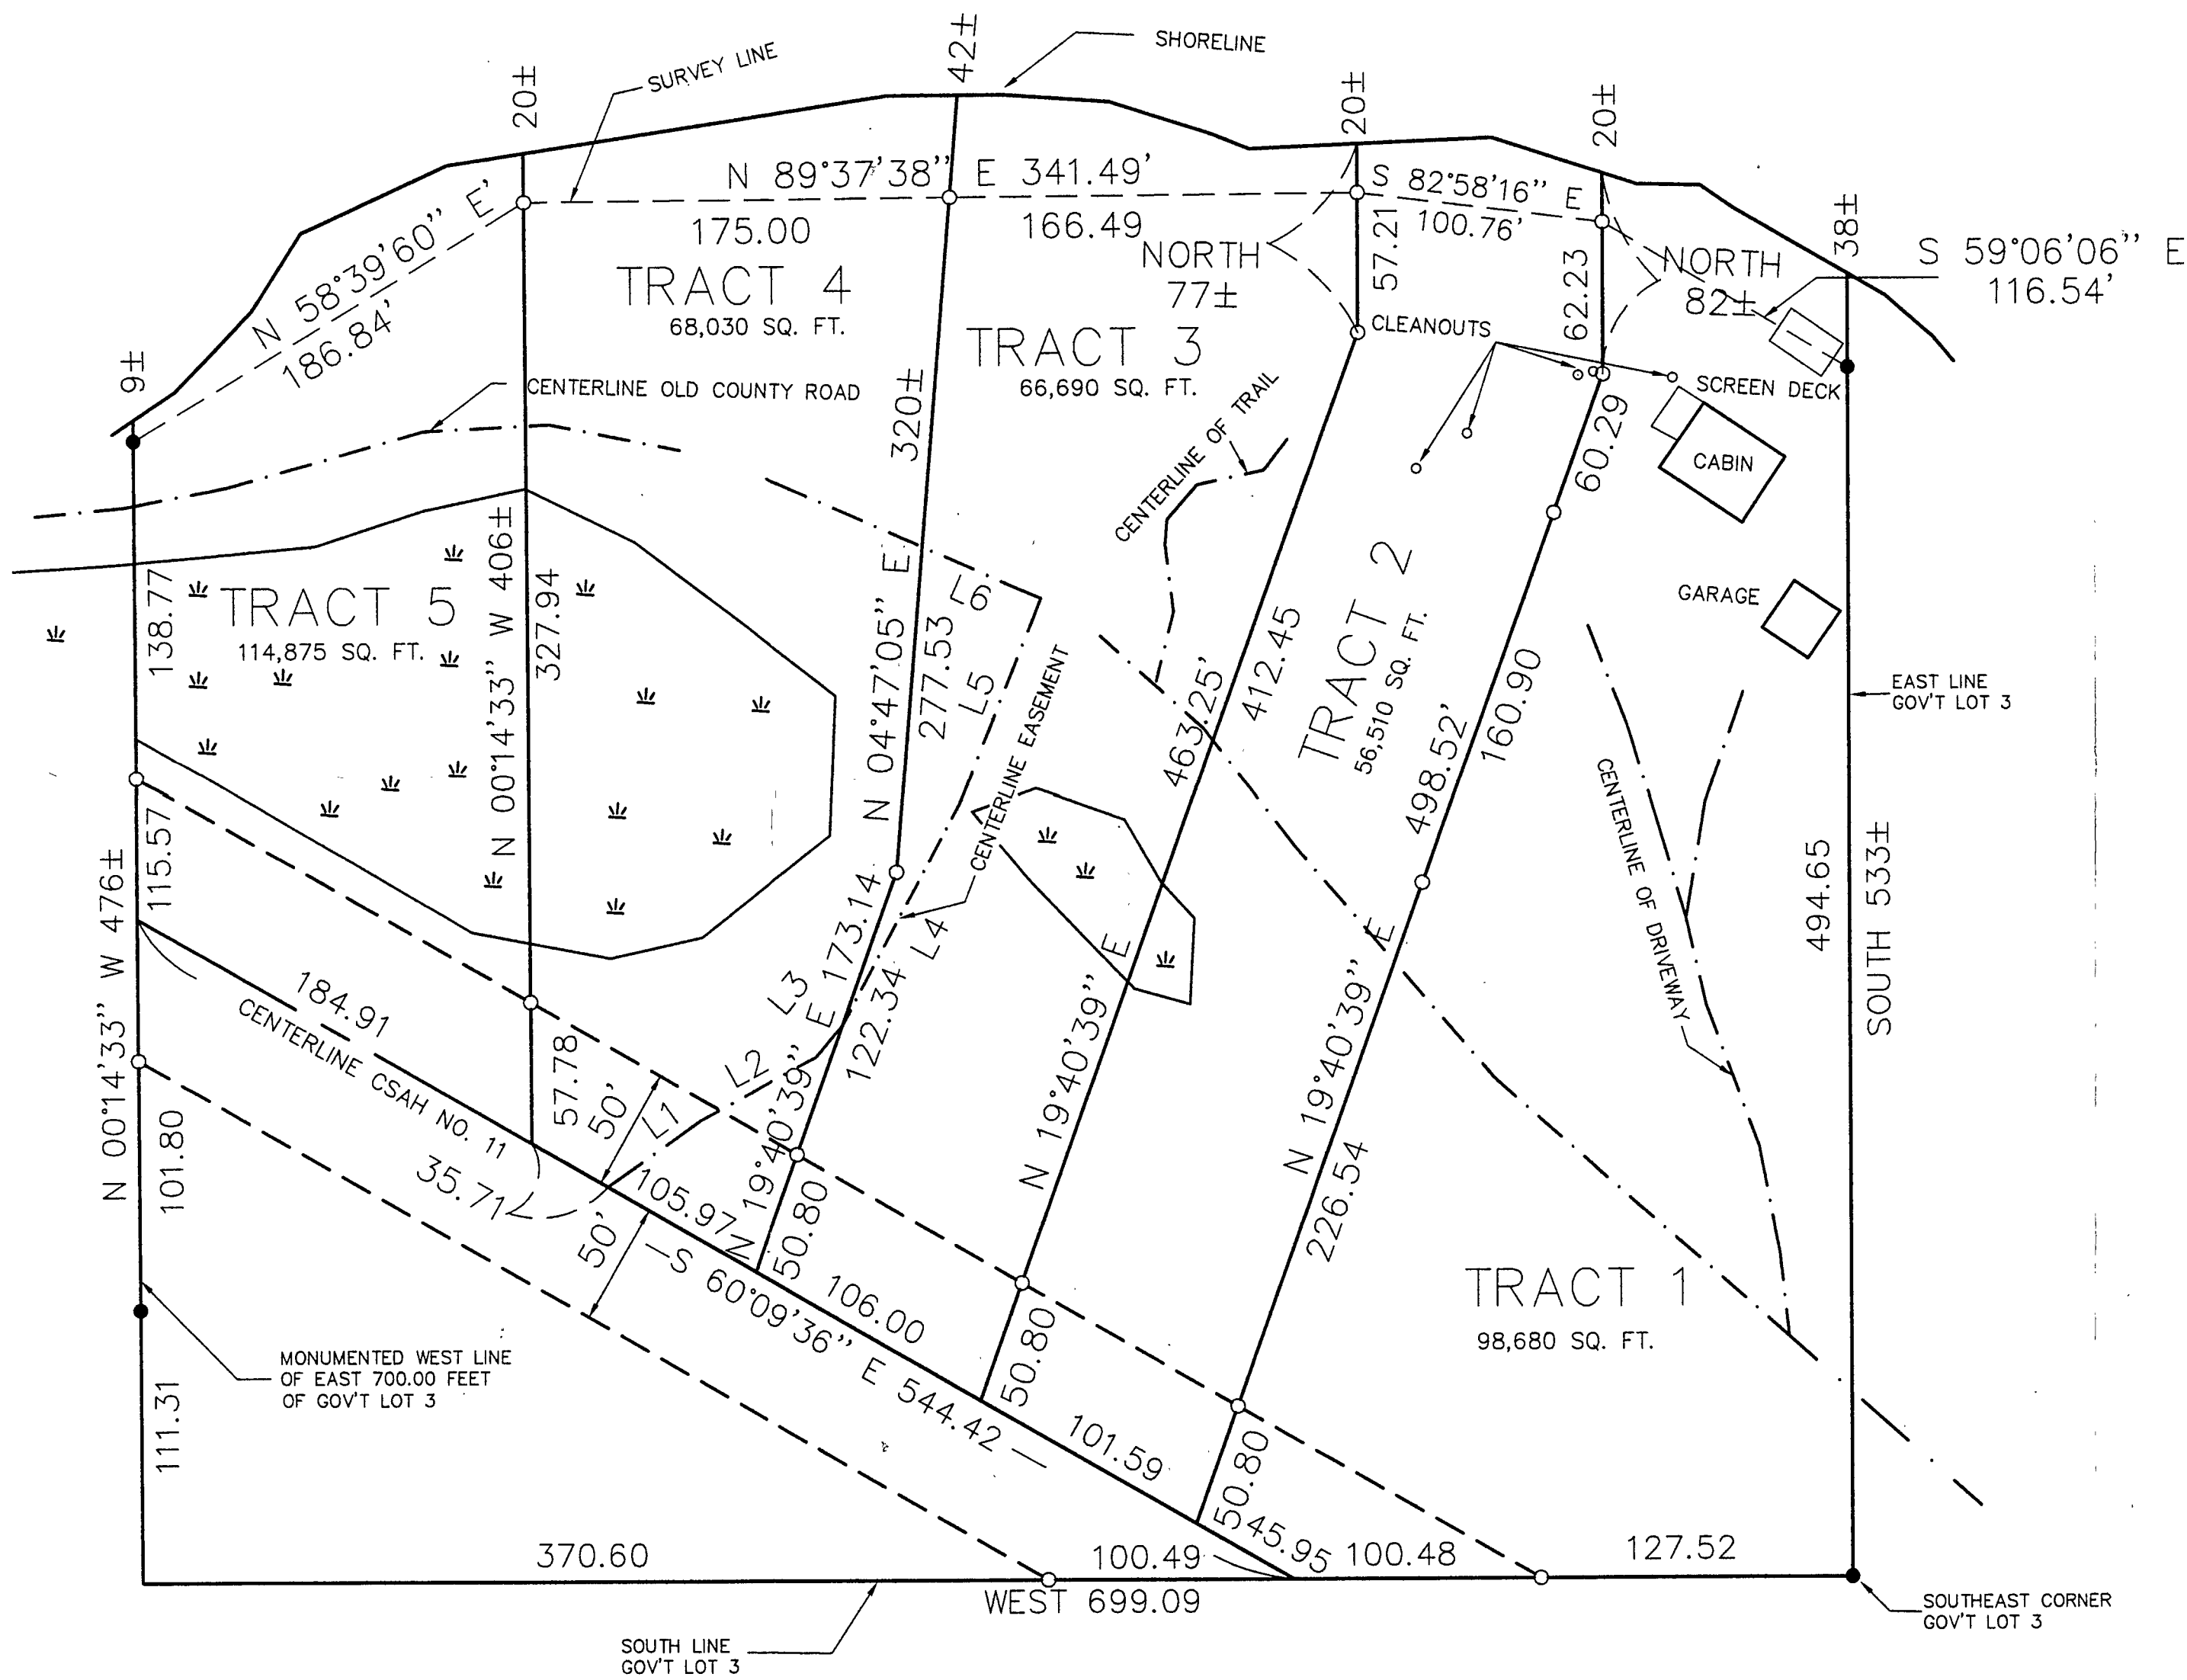 42±
SHORELINE
20±
SURVEY LINE
20±
20±
N 89°37'38" E 341.49'
S 82°58'16" E
100.76'
38±
S 59°06'06" E
116.54'
N 58°39'60" E'
186.84'
175.00
166.49
NORTH
77±
57.21
62.23
NORTH
82±
TRACT 4
68,030 SQ. FT.
TRACT 3
66,690 SQ. FT.
CLEANOUTS
9±
CENTERLINE OLD COUNTY ROAD
320±
SCREEN DECK
CENTERLINE OF TRAIL
60.29
CABIN
TRACT 5
114,875 SQ. FT.
138.77
N 00°14'33" W 406±
327.94
N 04°47'05" E
277.53
L6
L5
CENTERLINE EASEMENT
463.25'
412.45
TRACT 2
56,510 SQ. FT.
GARAGE
EAST LINE
GOV'T LOT 3
498.52'
160.90
CENTERLINE OF DRIVEWAY
494.65
SOUTH 533±
N 00°14'33" W 476±
115.57
184.91
CENTERLINE CSAH NO. 11
L3
L4
N 19°40'39" E 173.14
122.34
N 19°40'39" E
N 19°40'39" E
226.54
101.80
57.78
50'
L1
L2
35.71
105.97
50'
50.80
S 60°09'36" E 544.42
106.00
TRACT 1
98,680 SQ. FT.
MONUMENTED WEST LINE
OF EAST 700.00 FEET
OF GOV'T LOT 3
111.31
50.80
101.59
50.80
545.95
370.60
100.49
100.48
127.52
WEST 699.09
SOUTHEAST CORNER
GOV'T LOT 3
SOUTH LINE
GOV'T LOT 3